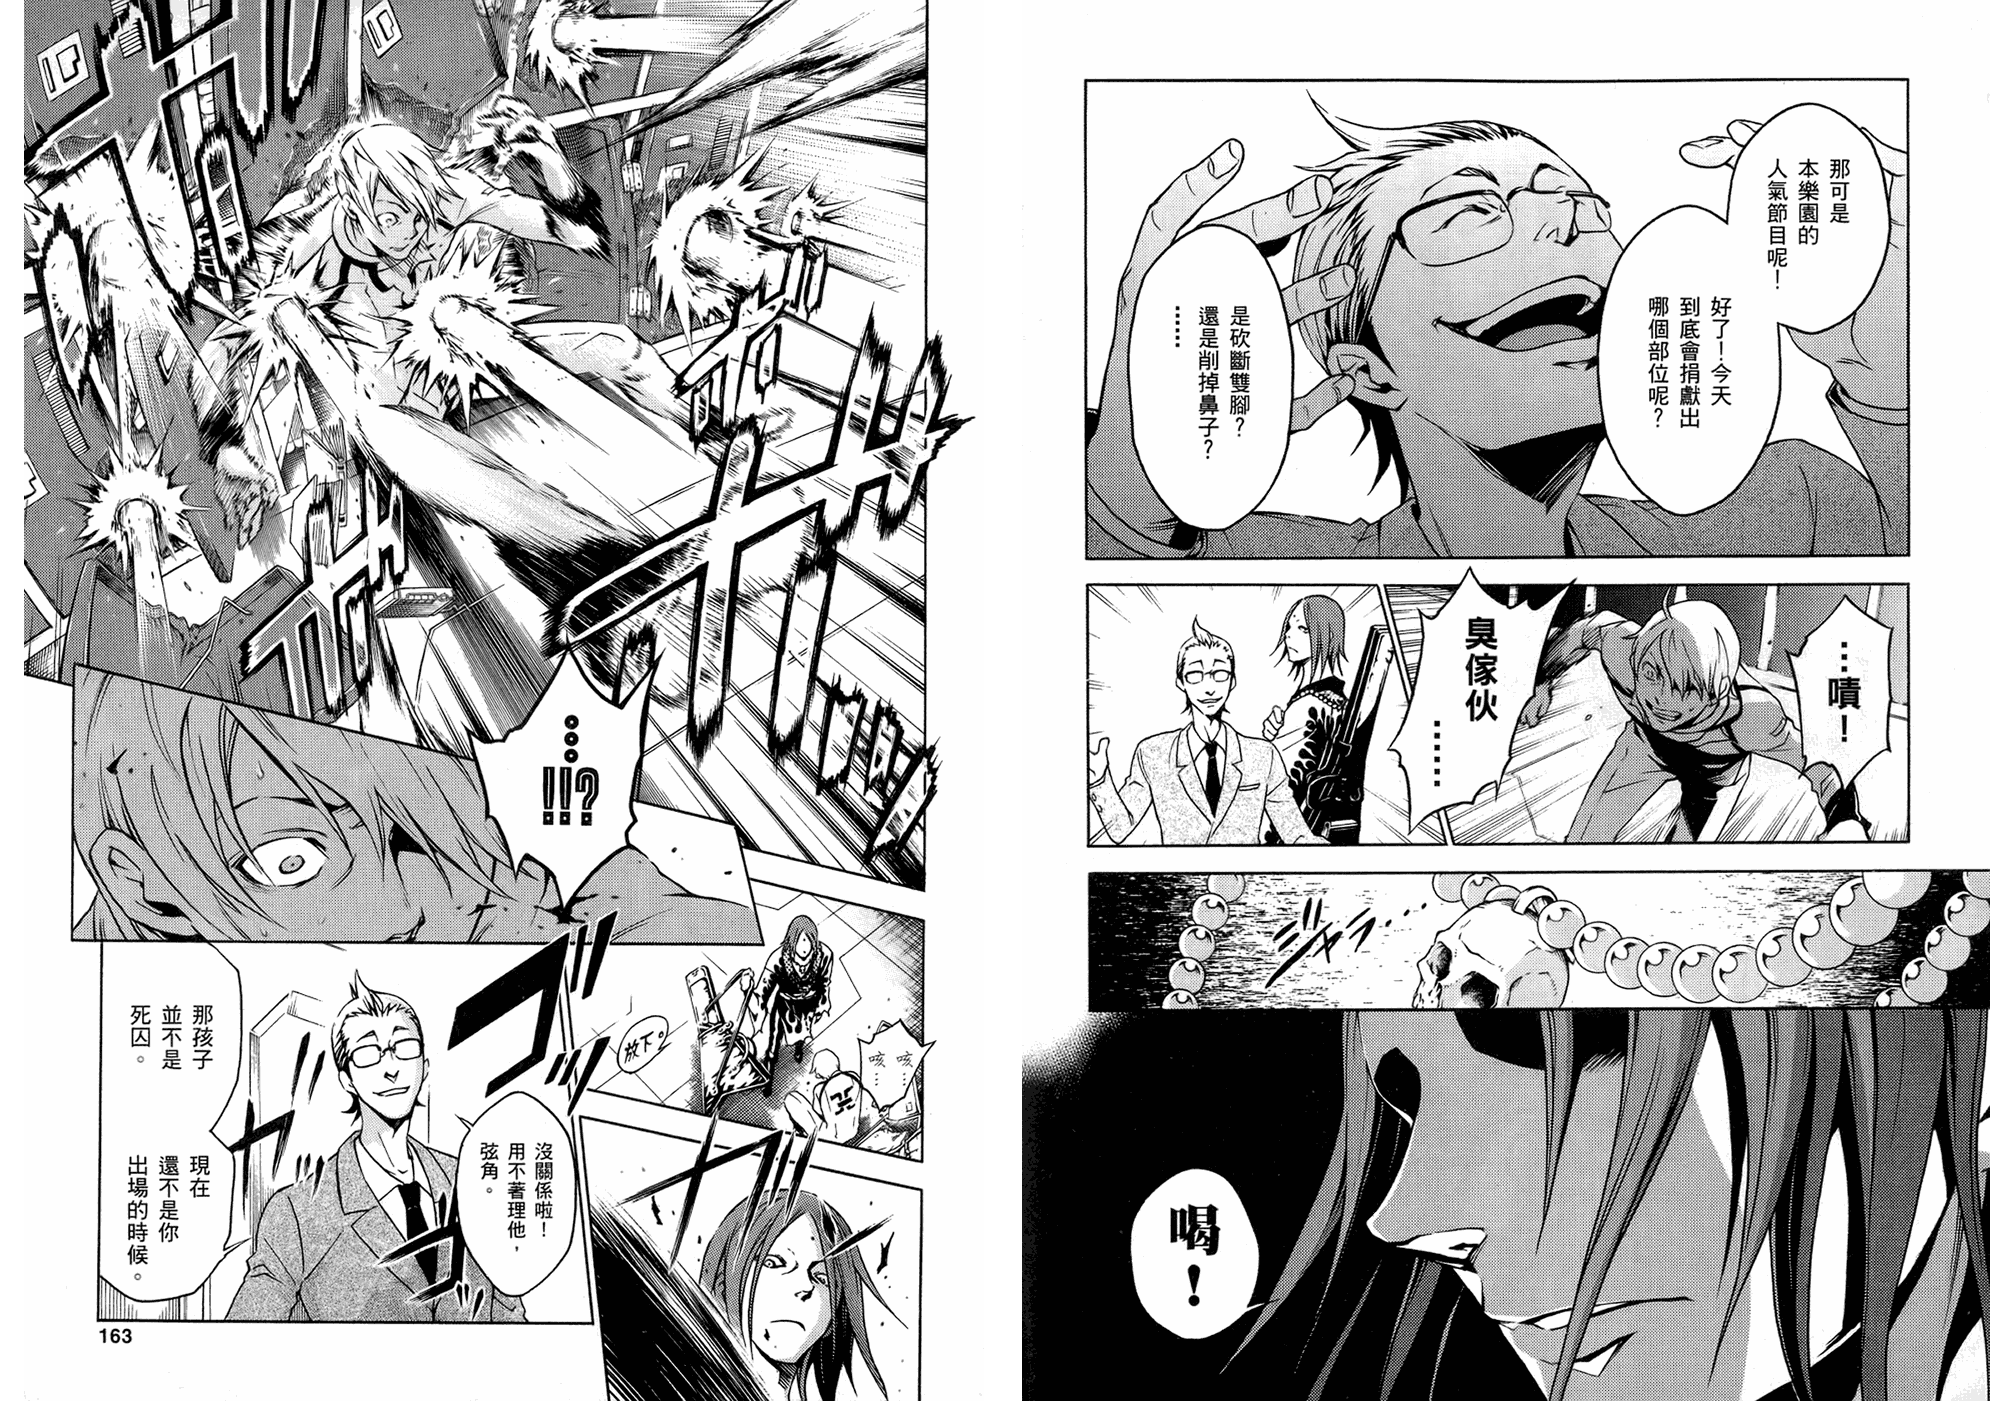 那可是
本樂園的
人氣節目呢！
好了！今天
到底會捐獻出
哪個部位呢？
是砍斷雙腳？
還是削掉鼻子？
……
……嘖！
臭傢伙
……
ジャラ…
喝！
…!!?
咳…
咳…
放下。
沒關係啦！
用不著理他，
弦角。
那孩子
並不是
死囚。
現在
還不是你
出場的時候。
163